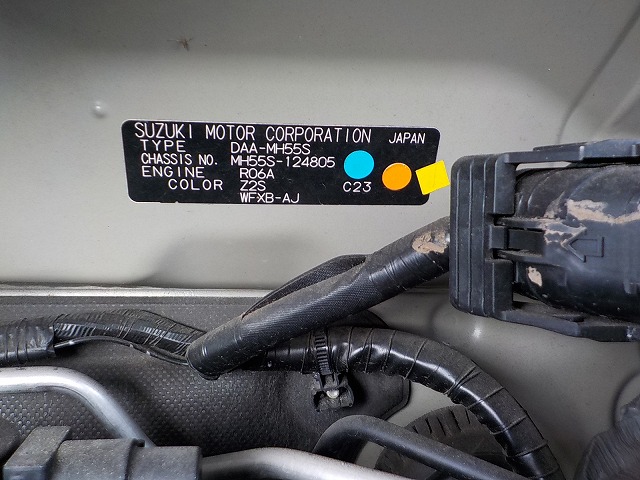 SUZUKI MOTOR CORPORATION JAPAN
TYPE DAA-MH55S
CHASSIS NO. MH55S-124805
ENGINE R06A
COLOR Z2S C23
WFXB-AJ